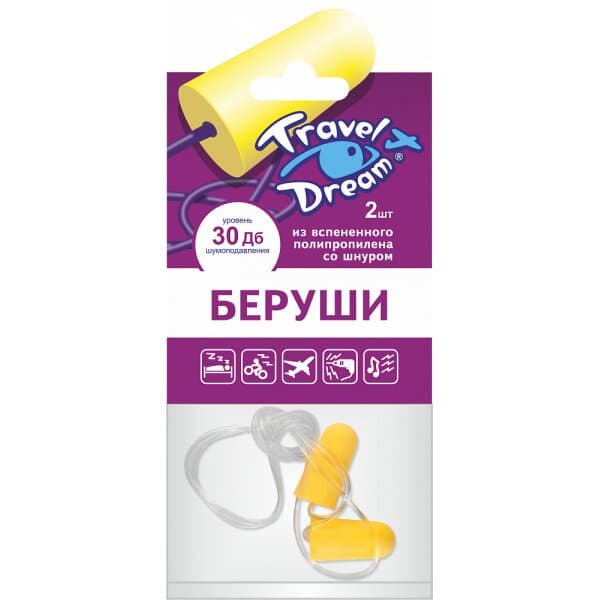 Travel
Dream®
2шт
из вспененного
полипропилена
со шнуром
уровень
30 Дб
шумоподавления
БЕРУШИ
z z z